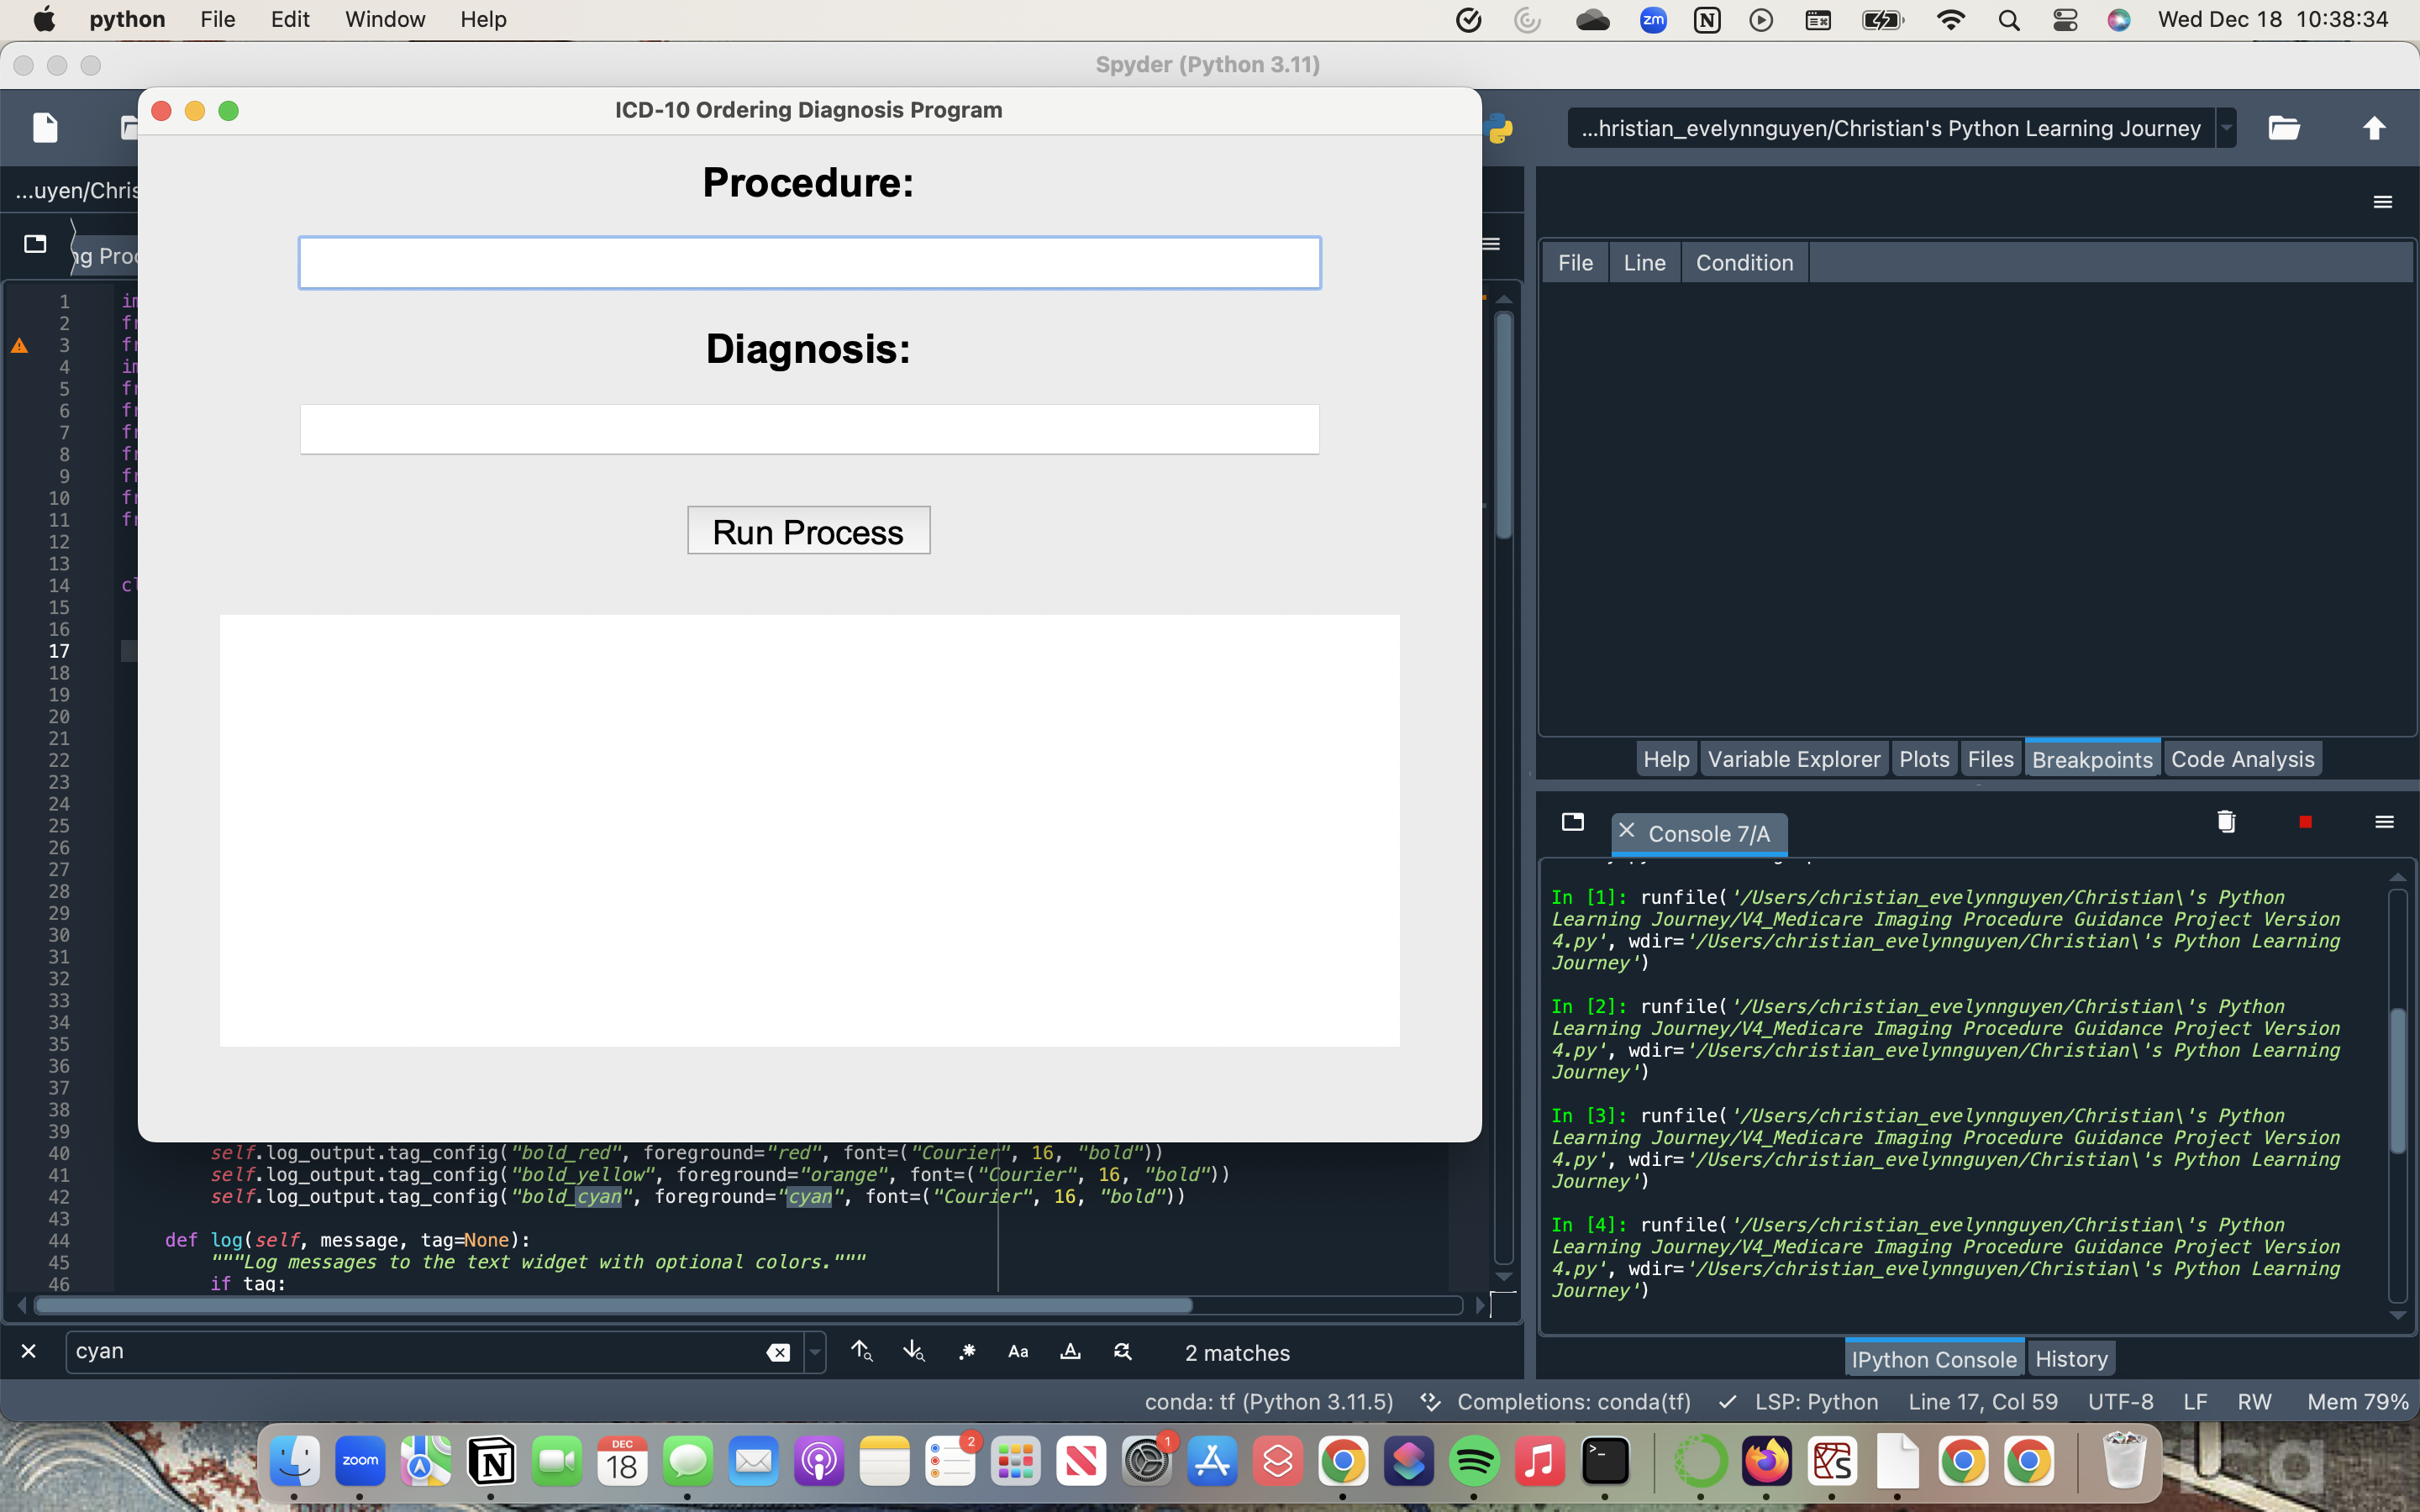 python File Edit Window Help
zm
N
Wed Dec 18 10:38:34
Spyder (Python 3.11)
ICD-10 Ordering Diagnosis Program
...hristian_evelynnguyen/Christian's Python Learning Journey
Procedure:
Diagnosis:
Run Process
...uyen/Chris
ng Proc
1 im
2 fr
3 fr
4 im
5 fr
6 fr
7 fr
8 fr
9 fr
10 fr
11 fr
12
13
14 cl
15
16
17
18
19
20
21
22
23
24
25
26
27
28
29
30
31
32
33
34
35
36
37
38
39
40 self.log_output.tag_config("bold_red", foreground="red", font=("Courier", 16, "bold"))
41 self.log_output.tag_config("bold_yellow", foreground="orange", font=("Courier", 16, "bold"))
42 self.log_output.tag_config("bold_cyan", foreground="cyan", font=("Courier", 16, "bold"))
43
44 def log(self, message, tag=None):
45 """Log messages to the text widget with optional colors."""
46 if tag:
cyan
Aa
2 matches
File Line Condition
Help Variable Explorer Plots Files Breakpoints Code Analysis
Console 7/A
In [1]: runfile('/Users/christian_evelynnguyen/Christian\'s Python
Learning Journey/V4_Medicare Imaging Procedure Guidance Project Version
4.py', wdir='/Users/christian_evelynnguyen/Christian\'s Python Learning
Journey')
In [2]: runfile('/Users/christian_evelynnguyen/Christian\'s Python
Learning Journey/V4_Medicare Imaging Procedure Guidance Project Version
4.py', wdir='/Users/christian_evelynnguyen/Christian\'s Python Learning
Journey')
In [3]: runfile('/Users/christian_evelynnguyen/Christian\'s Python
Learning Journey/V4_Medicare Imaging Procedure Guidance Project Version
4.py', wdir='/Users/christian_evelynnguyen/Christian\'s Python Learning
Journey')
In [4]: runfile('/Users/christian_evelynnguyen/Christian\'s Python
Learning Journey/V4_Medicare Imaging Procedure Guidance Project Version
4.py', wdir='/Users/christian_evelynnguyen/Christian\'s Python Learning
Journey')
IPython Console History
conda: tf (Python 3.11.5) Completions: conda(tf) LSP: Python Line 17, Col 59 UTF-8 LF RW Mem 79%
zoom
N
DEC
18
2
1